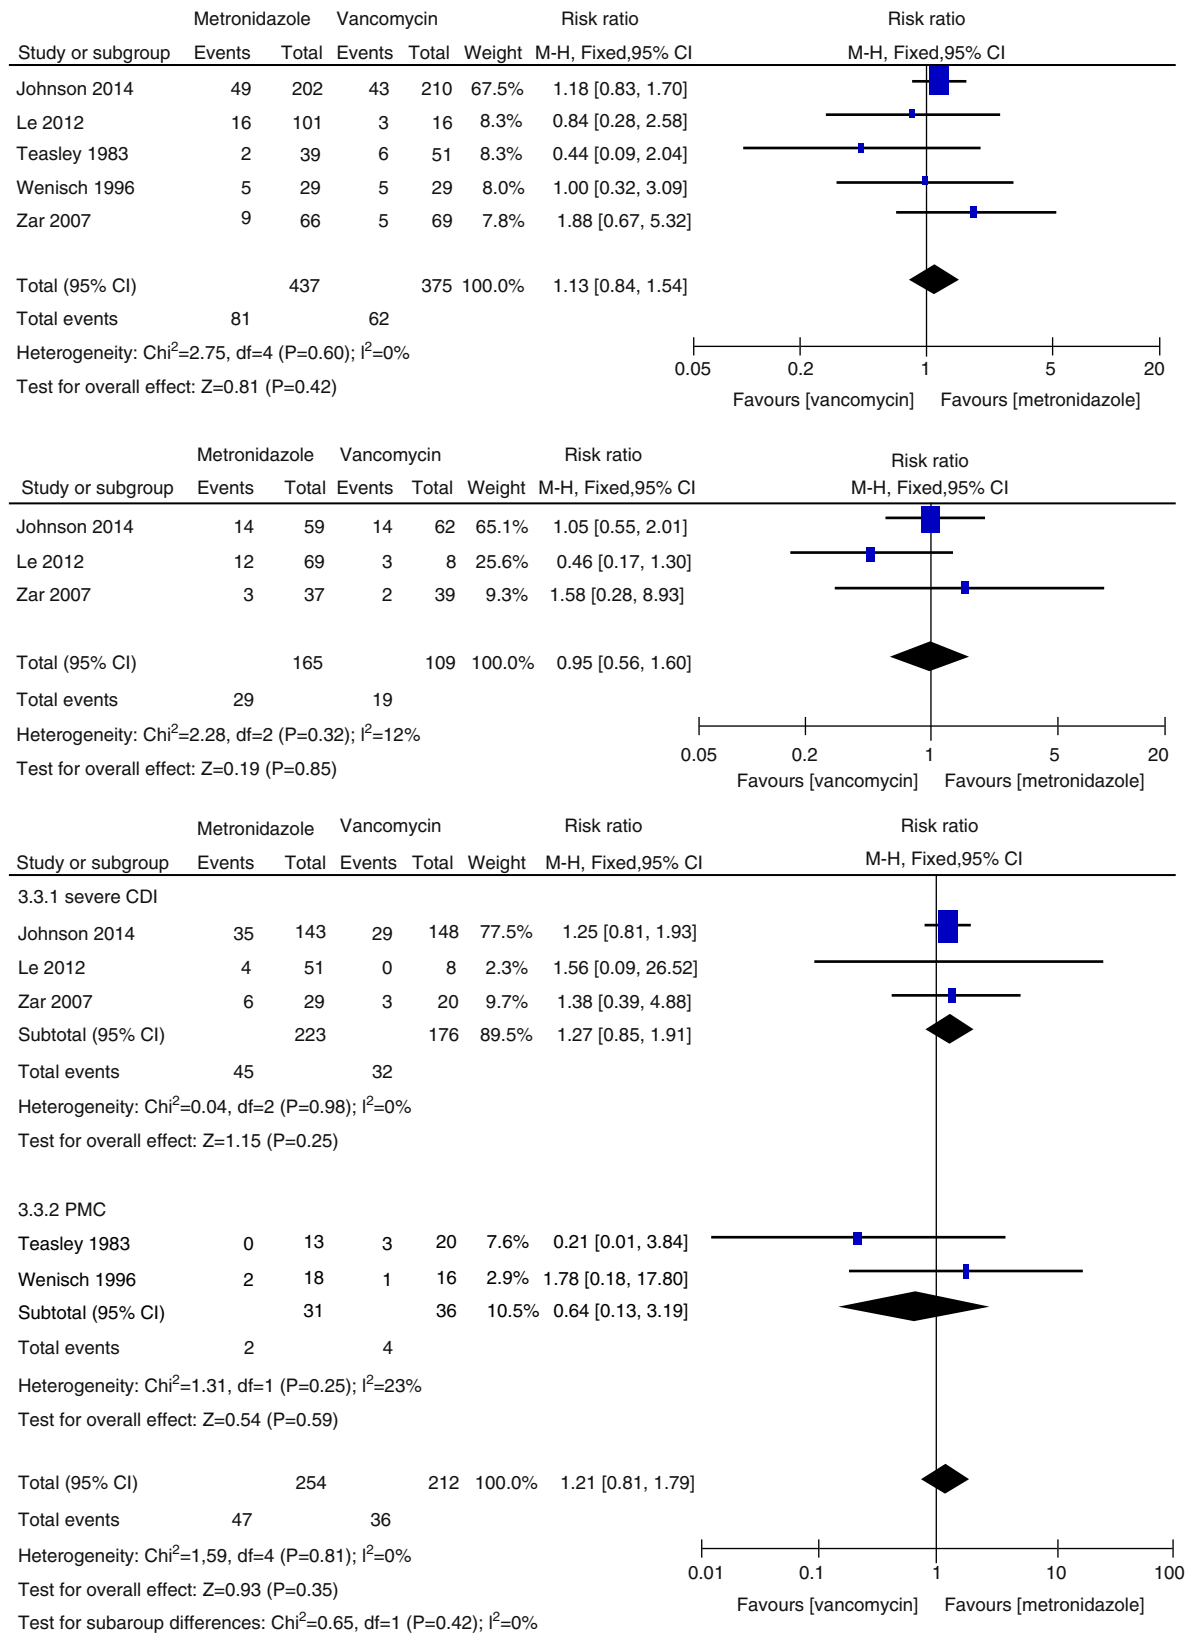 Metronidazole Vancomycin Risk ratio Risk ratio
Study or subgroup Events Total Events Total Weight M-H, Fixed,95% CI M-H, Fixed,95% CI
Johnson 2014 49 202 43 210 67.5% 1.18 [0.83, 1.70]
Le 2012 16 101 3 16 8.3% 0.84 [0.28, 2.58]
Teasley 1983 2 39 6 51 8.3% 0.44 [0.09, 2.04]
Wenisch 1996 5 29 5 29 8.0% 1.00 [0.32, 3.09]
Zar 2007 9 66 5 69 7.8% 1.88 [0.67, 5.32]
Total (95% CI) 437 375 100.0% 1.13 [0.84, 1.54]
Total events 81 62
Heterogeneity: Chi²=2.75, df=4 (P=0.60); I²=0%
Test for overall effect: Z=0.81 (P=0.42)
0.05 0.2 1 5 20
Favours [vancomycin] Favours [metronidazole]
Metronidazole Vancomycin Risk ratio Risk ratio
Study or subgroup Events Total Events Total Weight M-H, Fixed,95% CI M-H, Fixed,95% CI
Johnson 2014 14 59 14 62 65.1% 1.05 [0.55, 2.01]
Le 2012 12 69 3 8 25.6% 0.46 [0.17, 1.30]
Zar 2007 3 37 2 39 9.3% 1.58 [0.28, 8.93]
Total (95% CI) 165 109 100.0% 0.95 [0.56, 1.60]
Total events 29 19
Heterogeneity: Chi²=2.28, df=2 (P=0.32); I²=12%
Test for overall effect: Z=0.19 (P=0.85)
0.05 0.2 1 5 20
Favours [vancomycin] Favours [metronidazole]
Metronidazole Vancomycin Risk ratio Risk ratio
Study or subgroup Events Total Events Total Weight M-H, Fixed,95% CI M-H, Fixed,95% CI
3.3.1 severe CDI
Johnson 2014 35 143 29 148 77.5% 1.25 [0.81, 1.93]
Le 2012 4 51 0 8 2.3% 1.56 [0.09, 26.52]
Zar 2007 6 29 3 20 9.7% 1.38 [0.39, 4.88]
Subtotal (95% CI) 223 176 89.5% 1.27 [0.85, 1.91]
Total events 45 32
Heterogeneity: Chi²=0.04, df=2 (P=0.98); I²=0%
Test for overall effect: Z=1.15 (P=0.25)
3.3.2 PMC
Teasley 1983 0 13 3 20 7.6% 0.21 [0.01, 3.84]
Wenisch 1996 2 18 1 16 2.9% 1.78 [0.18, 17.80]
Subtotal (95% CI) 31 36 10.5% 0.64 [0.13, 3.19]
Total events 2 4
Heterogeneity: Chi²=1.31, df=1 (P=0.25); I²=23%
Test for overall effect: Z=0.54 (P=0.59)
Total (95% CI) 254 212 100.0% 1.21 [0.81, 1.79]
Total events 47 36
Heterogeneity: Chi²=1,59, df=4 (P=0.81); I²=0%
Test for overall effect: Z=0.93 (P=0.35)
Test for subaroup differences: Chi²=0.65, df=1 (P=0.42); I²=0%
0.01 0.1 1 10 100
Favours [vancomycin] Favours [metronidazole]